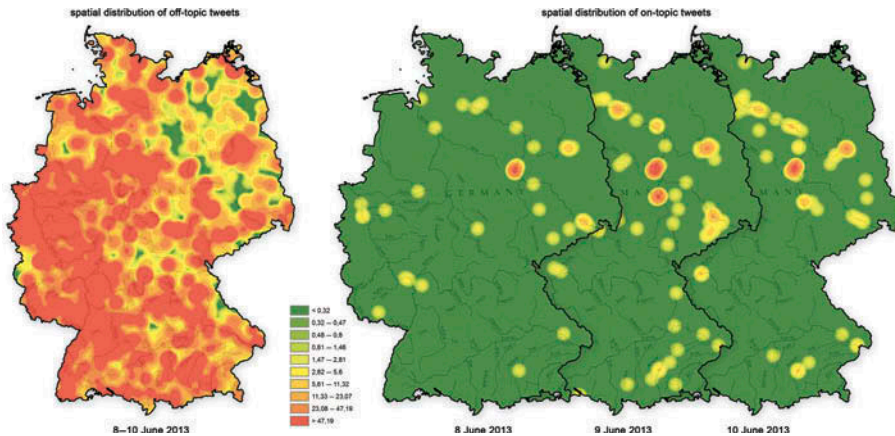 spatial distribution of off-topic tweets
spatial distribution of on-topic tweets
GERMANY
MANY
MANY
< 0,32
0,32 – 0,47
0,48 – 0,8
0,81 – 1,46
1,47 – 2,81
2,82 – 5,6
5,61 – 11,32
11,33 – 23,07
23,08 – 47,19
> 47,19
8–10 June 2013
8 June 2013
9 June 2013
10 June 2013